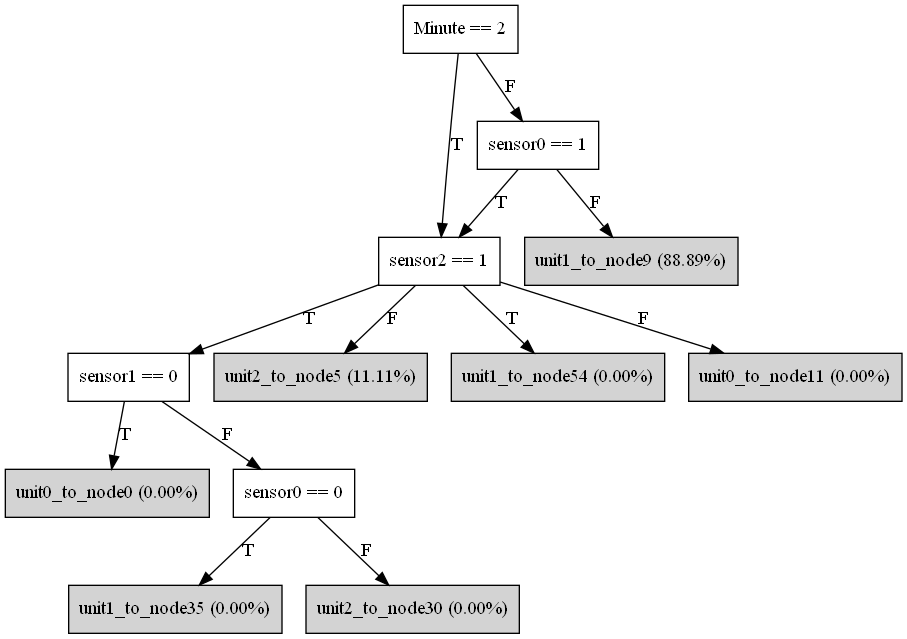 Minute == 2
F
T
sensor0 == 1
T
F
sensor2 == 1
unit1_to_node9 (88.89%)
T
F
T
F
sensor1 == 0
unit2_to_node5 (11.11%)
unit1_to_node54 (0.00%)
unit0_to_node11 (0.00%)
T
F
unit0_to_node0 (0.00%)
sensor0 == 0
T
F
unit1_to_node35 (0.00%)
unit2_to_node30 (0.00%)